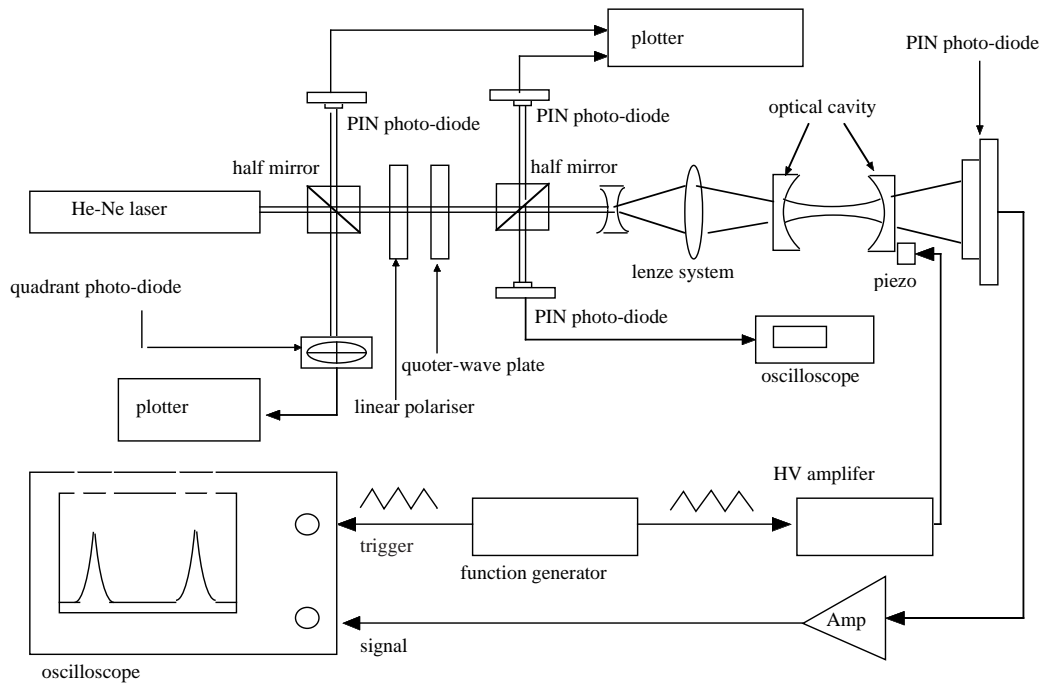 plotter
PIN photo-diode
PIN photo-diode
PIN photo-diode
optical cavity
half mirror
half mirror
He-Ne laser
lenze system
piezo
quadrant photo-diode
PIN photo-diode
quoter-wave plate
oscilloscope
plotter
linear polariser
HV amplifer
trigger
function generator
Amp
signal
oscilloscope